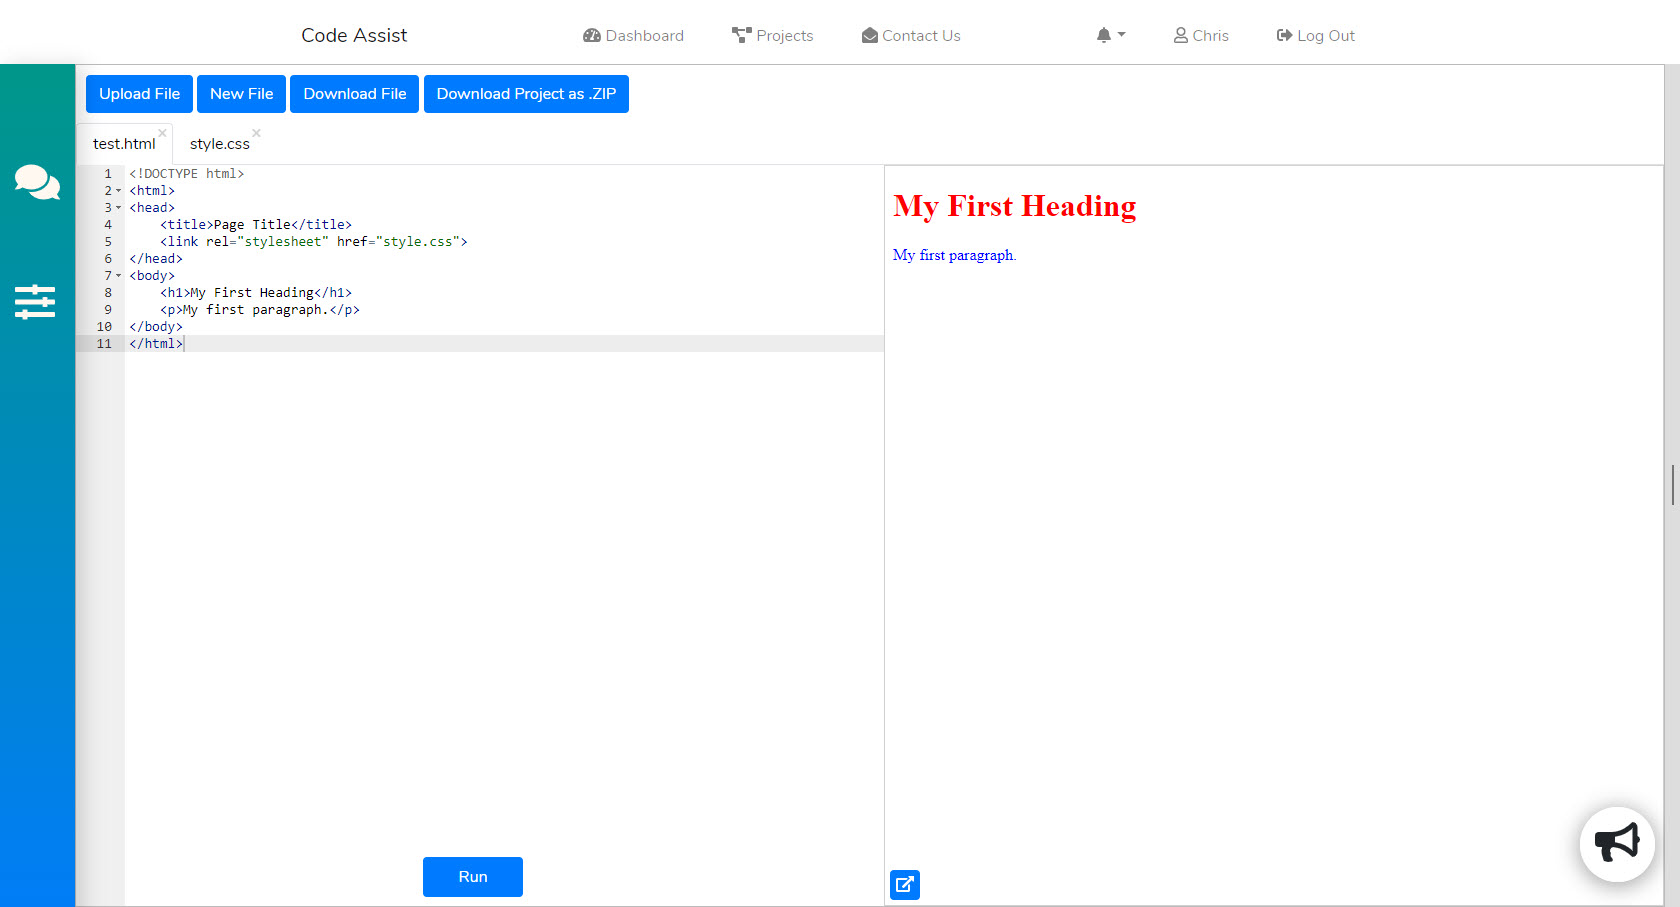 Code Assist Dashboard Projects Contact Us Chris Log Out
Upload File New File Download File Download Project as .ZIP
test.html × style.css ×
1 <!DOCTYPE html>
2 <html>
3 <head>
4     <title>Page Title</title>
5     <link rel="stylesheet" href="style.css">
6 </head>
7 <body>
8     <h1>My First Heading</h1>
9     <p>My first paragraph.</p>
10 </body>
11 </html>
My First Heading
My first paragraph.
Run